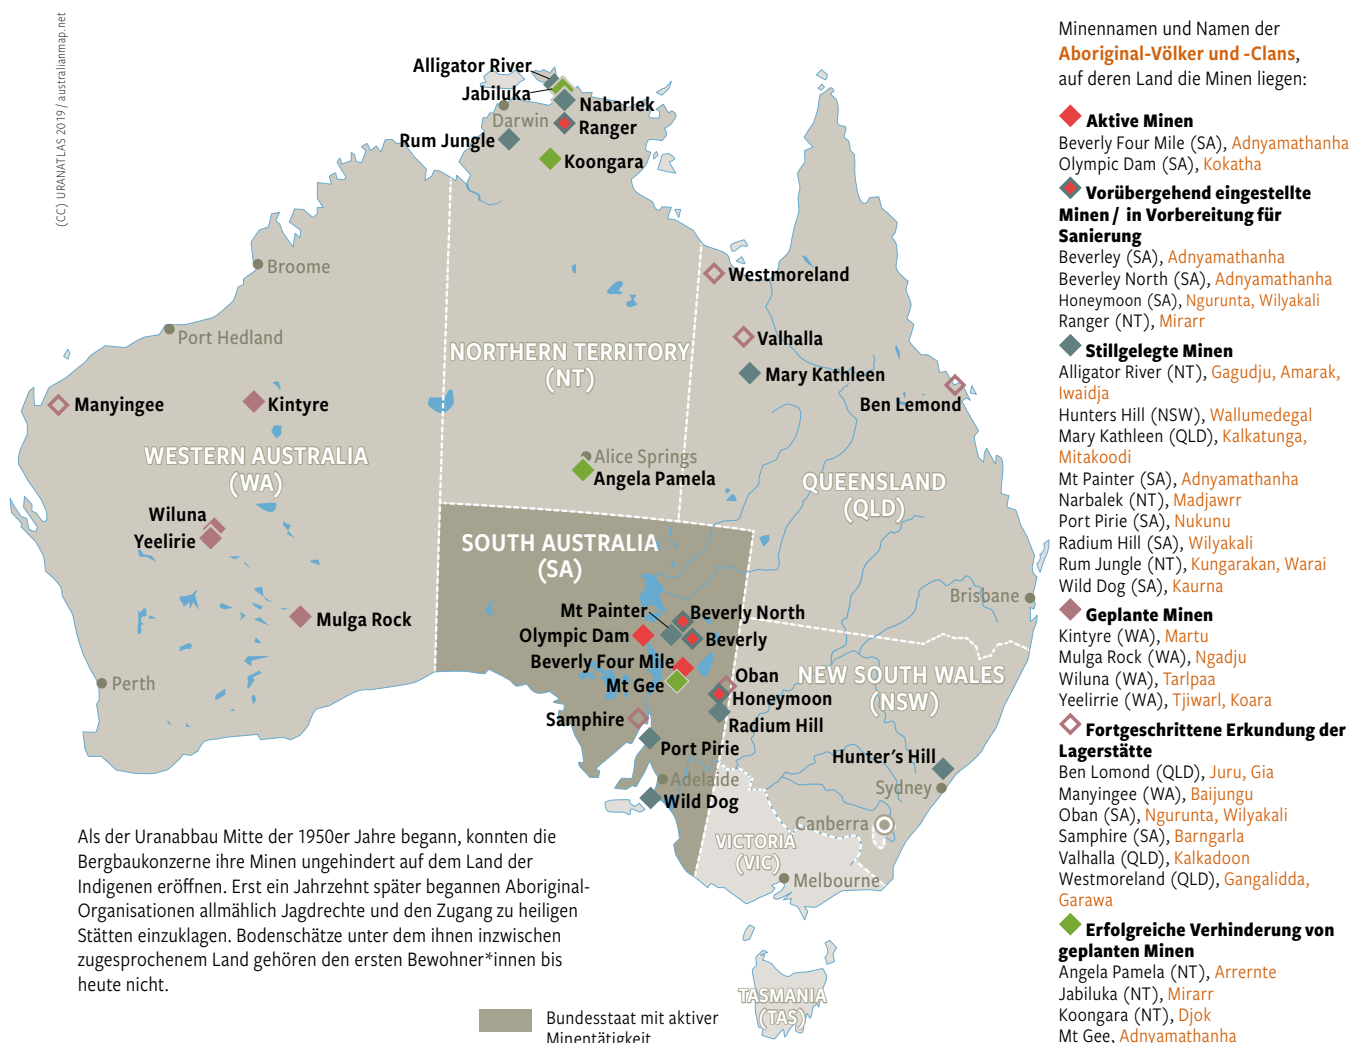 (CC) URANATLAS 2019 / australianmap.net
Alligator River
Jabiluka
Nabarlek
Darwin
Ranger
Rum Jungle
Koongara
Broome
Westmoreland
Port Hedland
Valhalla
NORTHERN TERRITORY
(NT)
Mary Kathleen
Manyingee
Kintyre
Ben Lemond
WESTERN AUSTRALIA
(WA)
Alice Springs
Angela Pamela
QUEENSLAND
(QLD)
Wiluna
Yeelirie
SOUTH AUSTRALIA
(SA)
Brisbane
Mt Painter
Beverly North
Mulga Rock
Olympic Dam
Beverly
Beverly Four Mile
Mt Gee
Oban
NEW SOUTH WALES
(NSW)
Perth
Honeymoon
Samphire
Radium Hill
Port Pirie
Hunter's Hill
Adelaide
Sydney
Wild Dog
Canberra
VICTORIA
(VIC)
Melbourne
TASMANIA
(TAS)
Als der Uranabbau Mitte der 1950er Jahre begann, konnten die
Bergbaukonzerne ihre Minen ungehindert auf dem Land der
Indigenen eröffnen. Erst ein Jahrzehnt später begannen Aboriginal-
Organisationen allmählich Jagdrechte und den Zugang zu heiligen
Stätten einzuklagen. Bodenschätze unter dem ihnen inzwischen
zugesprochenem Land gehören den ersten Bewohner*innen bis
heute nicht.
Bundesstaat mit aktiver
Minentätigkeit
Minennamen und Namen der
Aboriginal-Völker und -Clans,
auf deren Land die Minen liegen:
Aktive Minen
Beverly Four Mile (SA), Adnyamathanha
Olympic Dam (SA), Kokatha
Vorübergehend eingestellte
Minen / in Vorbereitung für
Sanierung
Beverley (SA), Adnyamathanha
Beverley North (SA), Adnyamathanha
Honeymoon (SA), Ngurunta, Wilyakali
Ranger (NT), Mirarr
Stillgelegte Minen
Alligator River (NT), Gagudju, Amarak,
Iwaidja
Hunters Hill (NSW), Wallumedegal
Mary Kathleen (QLD), Kalkatunga,
Mitakoodi
Mt Painter (SA), Adnyamathanha
Narbalek (NT), Madjawrr
Port Pirie (SA), Nukunu
Radium Hill (SA), Wilyakali
Rum Jungle (NT), Kungarakan, Warai
Wild Dog (SA), Kaurna
Geplante Minen
Kintyre (WA), Martu
Mulga Rock (WA), Ngadju
Wiluna (WA), Tarlpaa
Yeelirrie (WA), Tjiwarl, Koara
Fortgeschrittene Erkundung der
Lagerstätte
Ben Lomond (QLD), Juru, Gia
Manyingee (WA), Baijungu
Oban (SA), Ngurunta, Wilyakali
Samphire (SA), Barngarla
Valhalla (QLD), Kalkadoon
Westmoreland (QLD), Gangalidda,
Garawa
Erfolgreiche Verhinderung von
geplanten Minen
Angela Pamela (NT), Arrernte
Jabiluka (NT), Mirarr
Koongara (NT), Djok
Mt Gee, Adnyamathanha